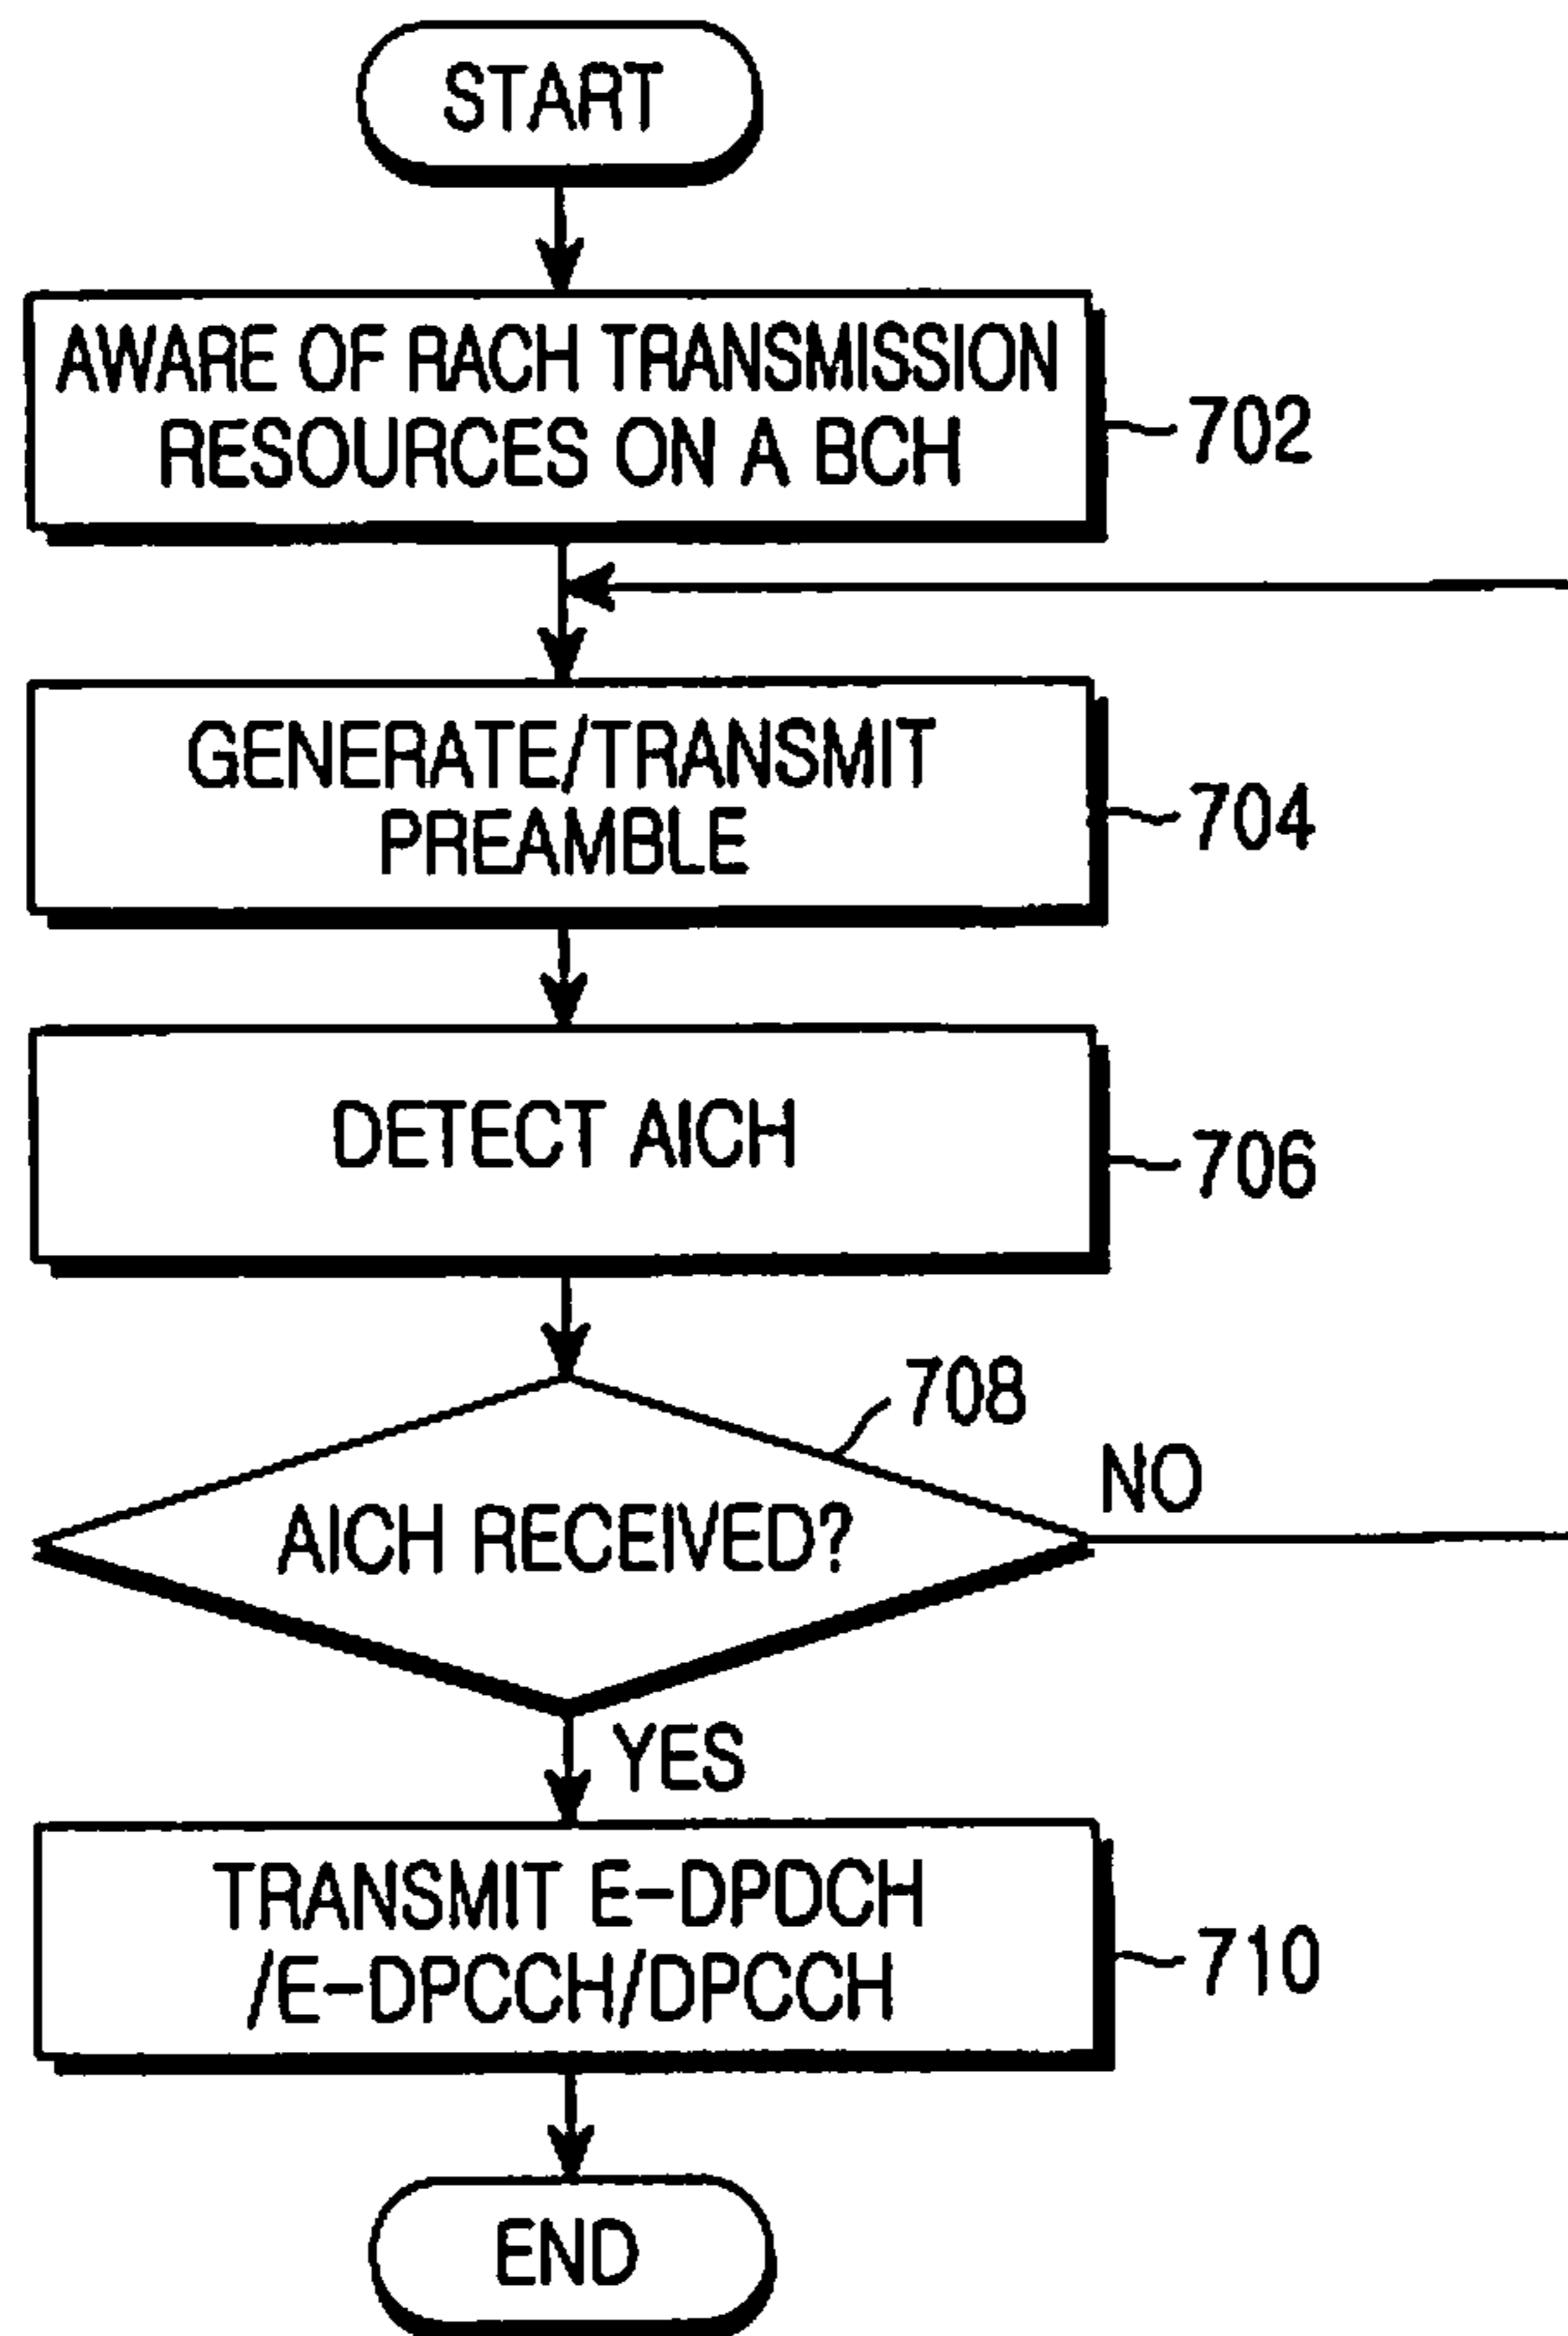 START
AWARE OF RACH TRANSMISSION
RESOURCES ON A BCH
702
GENERATE/TRANSMIT
PREAMBLE
704
DETECT AICH
706
708
AICH RECEIVED?
NO
YES
TRANSMIT E-DPDCH
/E-DPCCH/DPCCH
710
END